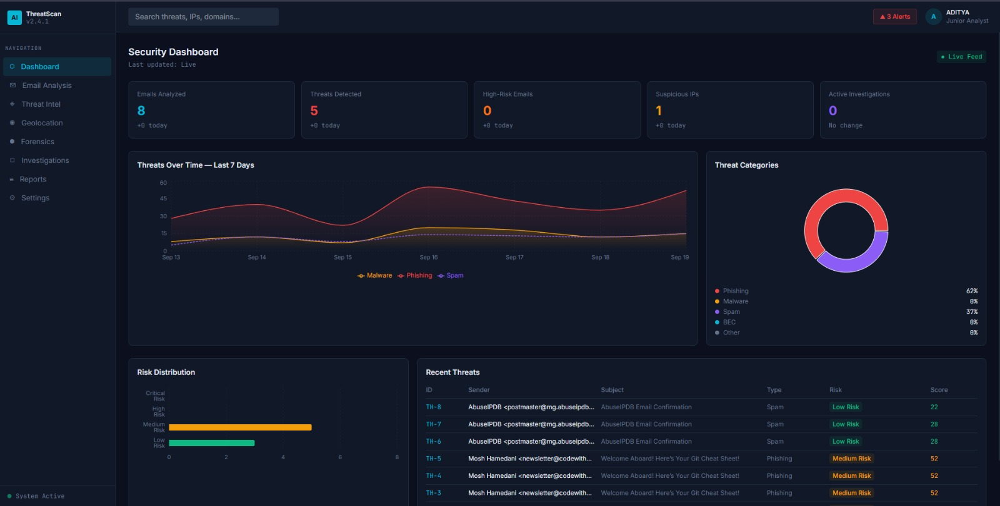 AI ThreatScan
v2.4.1
Search threats, IPs, domains...
▲ 3 Alerts
A ADITYA
Junior Analyst
NAVIGATION
Dashboard
Email Analysis
Threat Intel
Geolocation
Forensics
Investigations
Reports
Settings
System Active
Security Dashboard
Last updated: Live
Live Feed
Emails Analyzed
8
+0 today
Threats Detected
5
+0 today
High-Risk Emails
0
+0 today
Suspicious IPs
1
+0 today
Active Investigations
0
No change
Threats Over Time — Last 7 Days
60
45
30
15
0
Sep 13 Sep 14 Sep 15 Sep 16 Sep 17 Sep 18 Sep 19
Malware Phishing Spam
Threat Categories
Phishing 62%
Malware 0%
Spam 37%
BEC 0%
Other 0%
Risk Distribution
Critical
Risk
High
Risk
Medium
Risk
Low
Risk
0 2 4 6 8
Recent Threats
ID Sender Subject Type Risk Score
TH-8 AbuseIPDB <postmaster@mg.abuseipdb... AbuseIPDB Email Confirmation Spam Low Risk 22
TH-7 AbuseIPDB <postmaster@mg.abuseipdb... AbuseIPDB Email Confirmation Spam Low Risk 28
TH-6 AbuseIPDB <postmaster@mg.abuseipdb... AbuseIPDB Email Confirmation Spam Low Risk 28
TH-5 Mosh Hamedani <newsletter@codewith... Welcome Aboard! Here's Your Git Cheat Sheet! Phishing Medium Risk 52
TH-4 Mosh Hamedani <newsletter@codewith... Welcome Aboard! Here's Your Git Cheat Sheet! Phishing Medium Risk 52
TH-3 Mosh Hamedani <newsletter@codewith... Welcome Aboard! Here's Your Git Cheat Sheet! Phishing Medium Risk 52